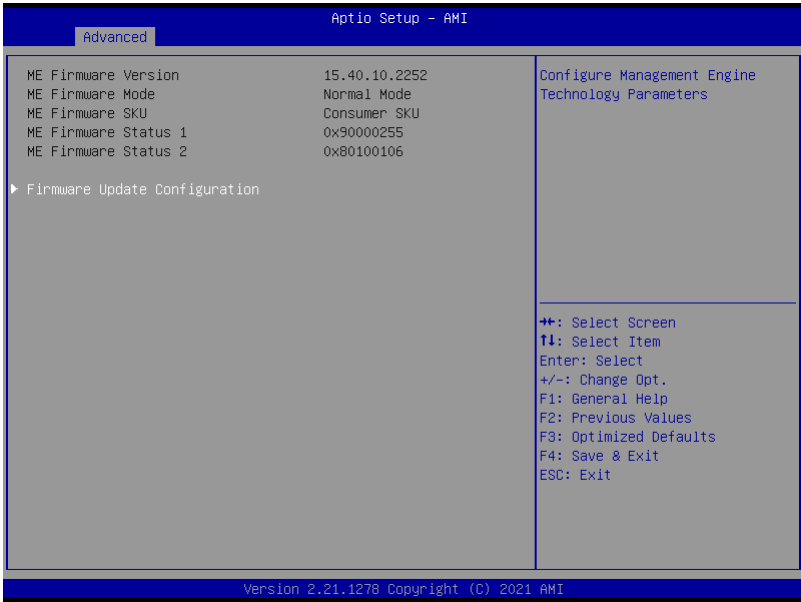 Aptio Setup – AMI
Advanced
ME Firmware Version 15.40.10.2252
ME Firmware Mode Normal Mode
ME Firmware SKU Consumer SKU
ME Firmware Status 1 0x90000255
ME Firmware Status 2 0x80100106
Firmware Update Configuration
Configure Management Engine
Technology Parameters
→←: Select Screen
↑↓: Select Item
Enter: Select
+/-: Change Opt.
F1: General Help
F2: Previous Values
F3: Optimized Defaults
F4: Save & Exit
ESC: Exit
Version 2.21.1278 Copyright (C) 2021 AMI